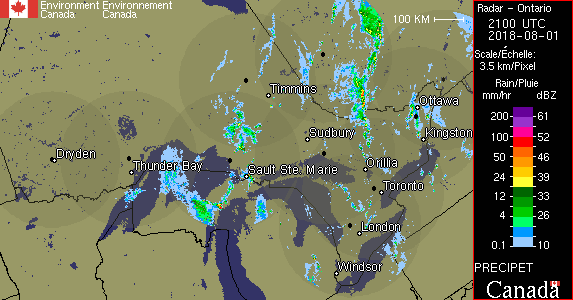 Environment Environnement
Canada Canada
100 KM
Timmins
Ottawa
Sudbury
Kingston
Dryden
Thunder Bay
Sault Ste. Marie
Orillia
Toronto
London
Windsor
Radar - Ontario
2100 UTC
2018-08-01
Scale/Échelle:
3.5 km/Pixel
Rain/Pluie
mm/hr dBZ
200 61
100 56
50 52
32 46
24 39
12 33
4 26
0.1 10
PRECIPET
Canada